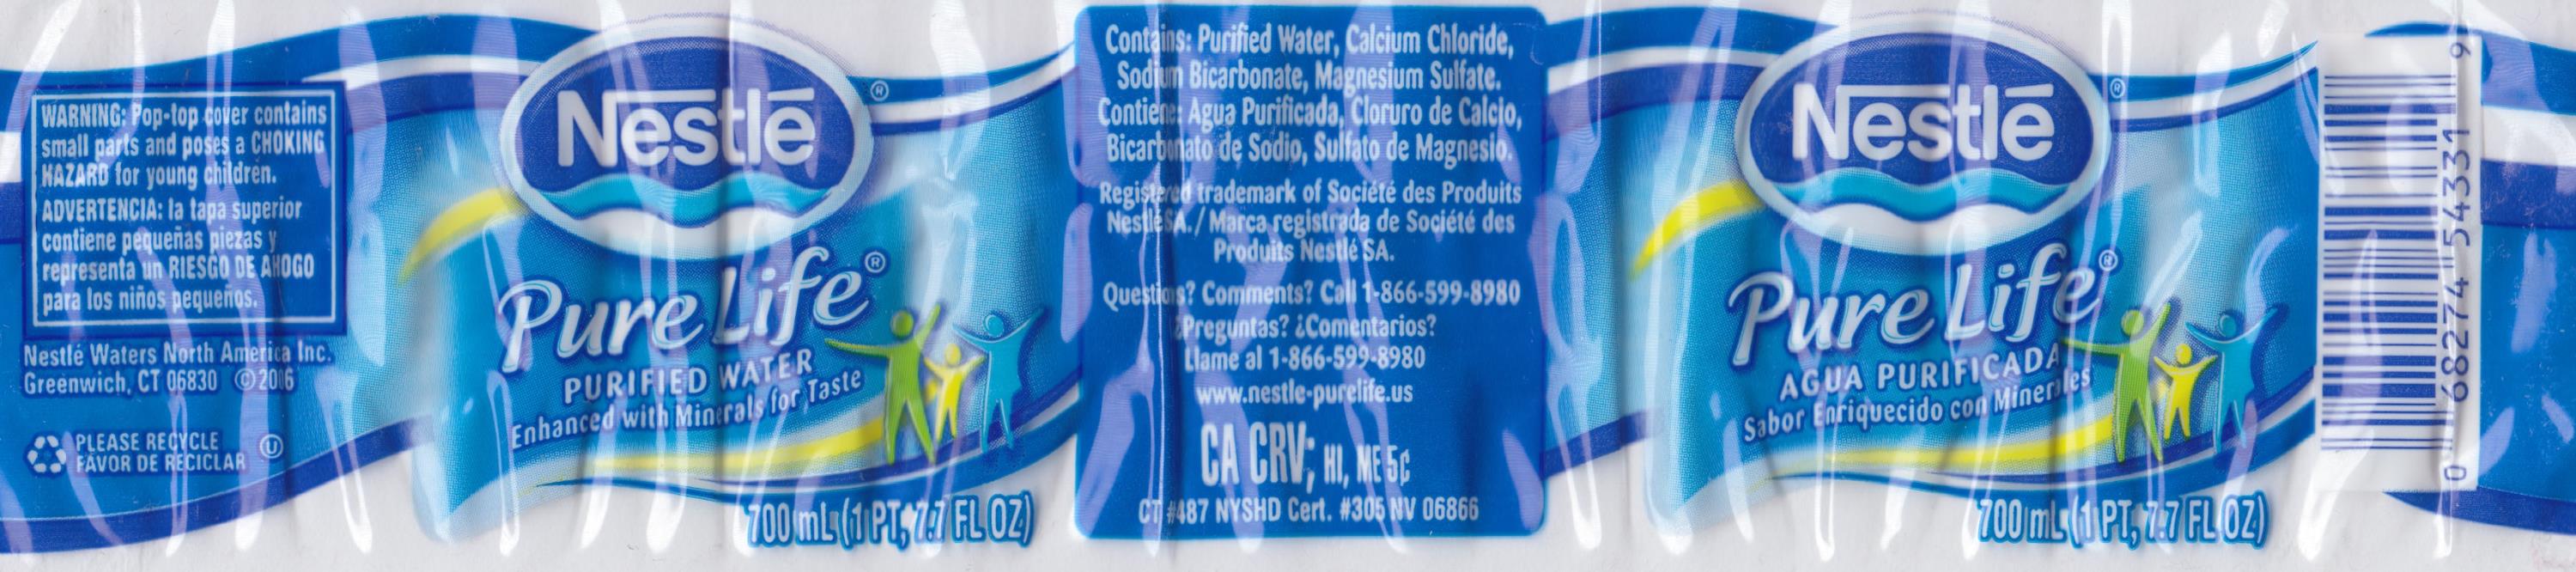 WARNING: Pop-top cover contains
small parts and poses a CHOKING
HAZARD for young children.
ADVERTENCIA: la tapa superior
contiene pequeñas piezas y
representa un RIESGO DE AHOGO
para los niños pequeños.
Nestlé Waters North America Inc.
Greenwich, CT 06830 ©2006
PLEASE RECYCLE
FAVOR DE RECICLAR
U
Nestlé®
Pure Life®
PURIFIED WATER
Enhanced with Minerals for Taste
700 mL (1 PT, 7.7 FL OZ)
Contains: Purified Water, Calcium Chloride,
Sodium Bicarbonate, Magnesium Sulfate.
Contiene: Agua Purificada, Cloruro de Calcio,
Bicarbonato de Sodio, Sulfato de Magnesio.
Registered trademark of Société des Produits
Nestlé SA./Marca registrada de Société des
Produits Nestlé SA.
Questions? Comments? Call 1-866-599-8980
¿Preguntas? ¿Comentarios?
Llame al 1-866-599-8980
www.nestle-purelife.us
CA CRV; HI, ME 5¢
CT #487 NYSHD Cert. #305 NV 06866
Nestlé®
Pure Life®
AGUA PURIFICADA
Sabor Enriquecido con Minerales
700 mL (1 PT, 7.7 FL OZ)
0 68274 54331 9